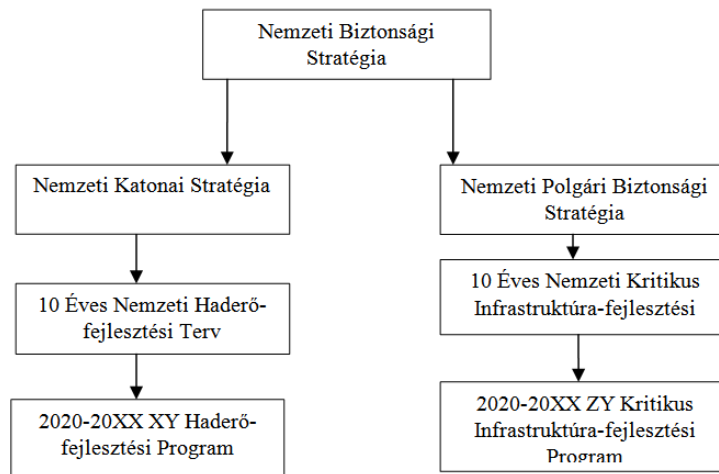 Nemzeti Biztonsági
Stratégia
Nemzeti Katonai Stratégia
Nemzeti Polgári Biztonsági
Stratégia
10 Éves Nemzeti Haderő-
fejlesztési Terv
10 Éves Nemzeti Kritikus
Infrastruktúra-fejlesztési
2020-20XX XY Haderő-
fejlesztési Program
2020-20XX ZY Kritikus
Infrastruktúra-fejlesztési
Program